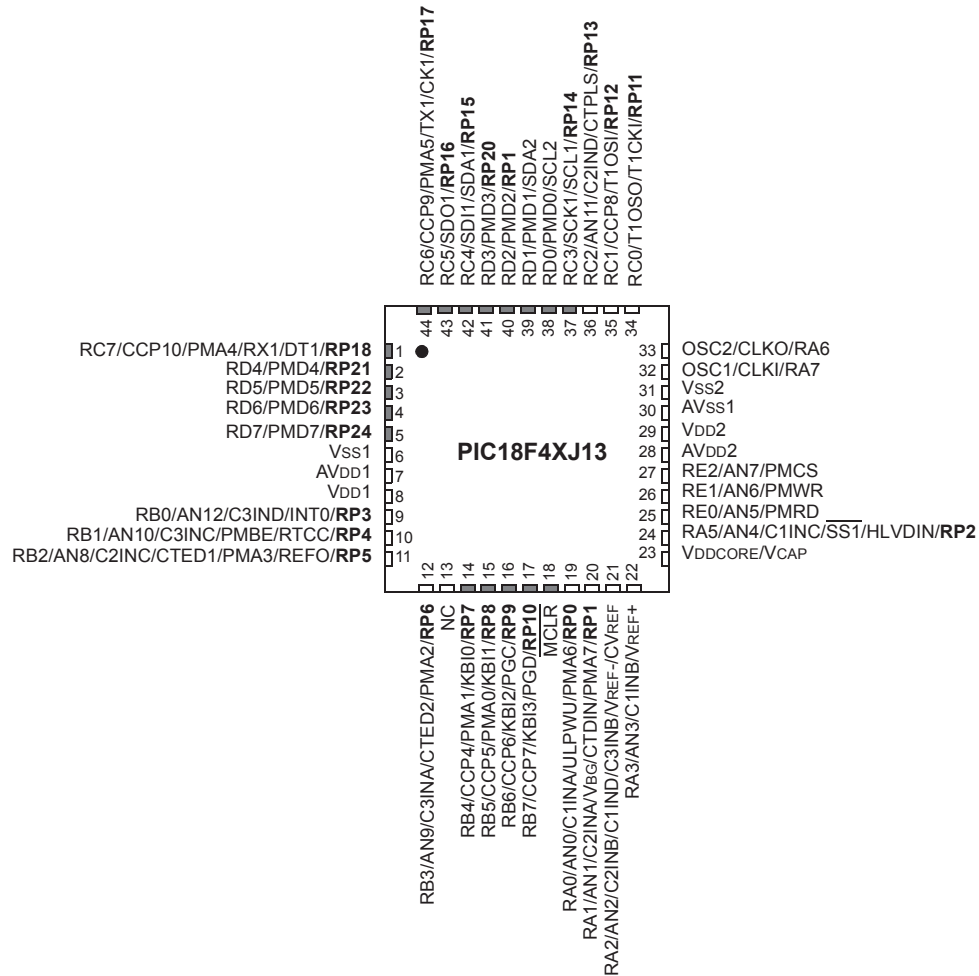 RC6/CCP9/PMA5/TX1/CK1/RP17
RC5/SDO1/RP16
RC4/SDI1/SDA1/RP15
RD3/PMD3/RP20
RD2/PMD2/RP1
RD1/PMD1/SDA2
RD0/PMD0/SCL2
RC3/SCK1/SCL1/RP14
RC2/AN11/C2IND/CTPLS/RP13
RC1/CCP8/T1OSI/RP12
RC0/T1OSO/T1CKI/RP11
44
43
42
41
40
39
38
37
36
35
34
RC7/CCP10/PMA4/RX1/DT1/RP18 1
RD4/PMD4/RP21 2
RD5/PMD5/RP22 3
RD6/PMD6/RP23 4
RD7/PMD7/RP24 5
VSS1 6
AVDD1 7
VDD1 8
RB0/AN12/C3IND/INT0/RP3 9
RB1/AN10/C3INC/PMBE/RTCC/RP4 10
RB2/AN8/C2INC/CTED1/PMA3/REFO/RP5 11
PIC18F4XJ13
33 OSC2/CLKO/RA6
32 OSC1/CLKI/RA7
31 VSS2
30 AVSS1
29 VDD2
28 AVDD2
27 RE2/AN7/PMCS
26 RE1/AN6/PMWR
25 RE0/AN5/PMRD
24 RA5/AN4/C1INC/SS1/HLVDIN/RP2
23 VDDCORE/VCAP
12
13
14
15
16
17
18
19
20
21
22
RB3/AN9/C3INA/CTED2/PMA2/RP6
NC
RB4/CCP4/PMA1/KBI0/RP7
RB5/CCP5/PMA0/KBI1/RP8
RB6/CCP6/KBI2/PGC/RP9
RB7/CCP7/KBI3/PGD/RP10
MCLR
RA0/AN0/C1INA/ULPWU/PMA6/RP0
RA1/AN1/C2INA/VBG/CTDIN/PMA7/RP1
RA2/AN2/C2INB/C1IND/C3INB/VREF-/CVREF
RA3/AN3/C1INB/VREF+